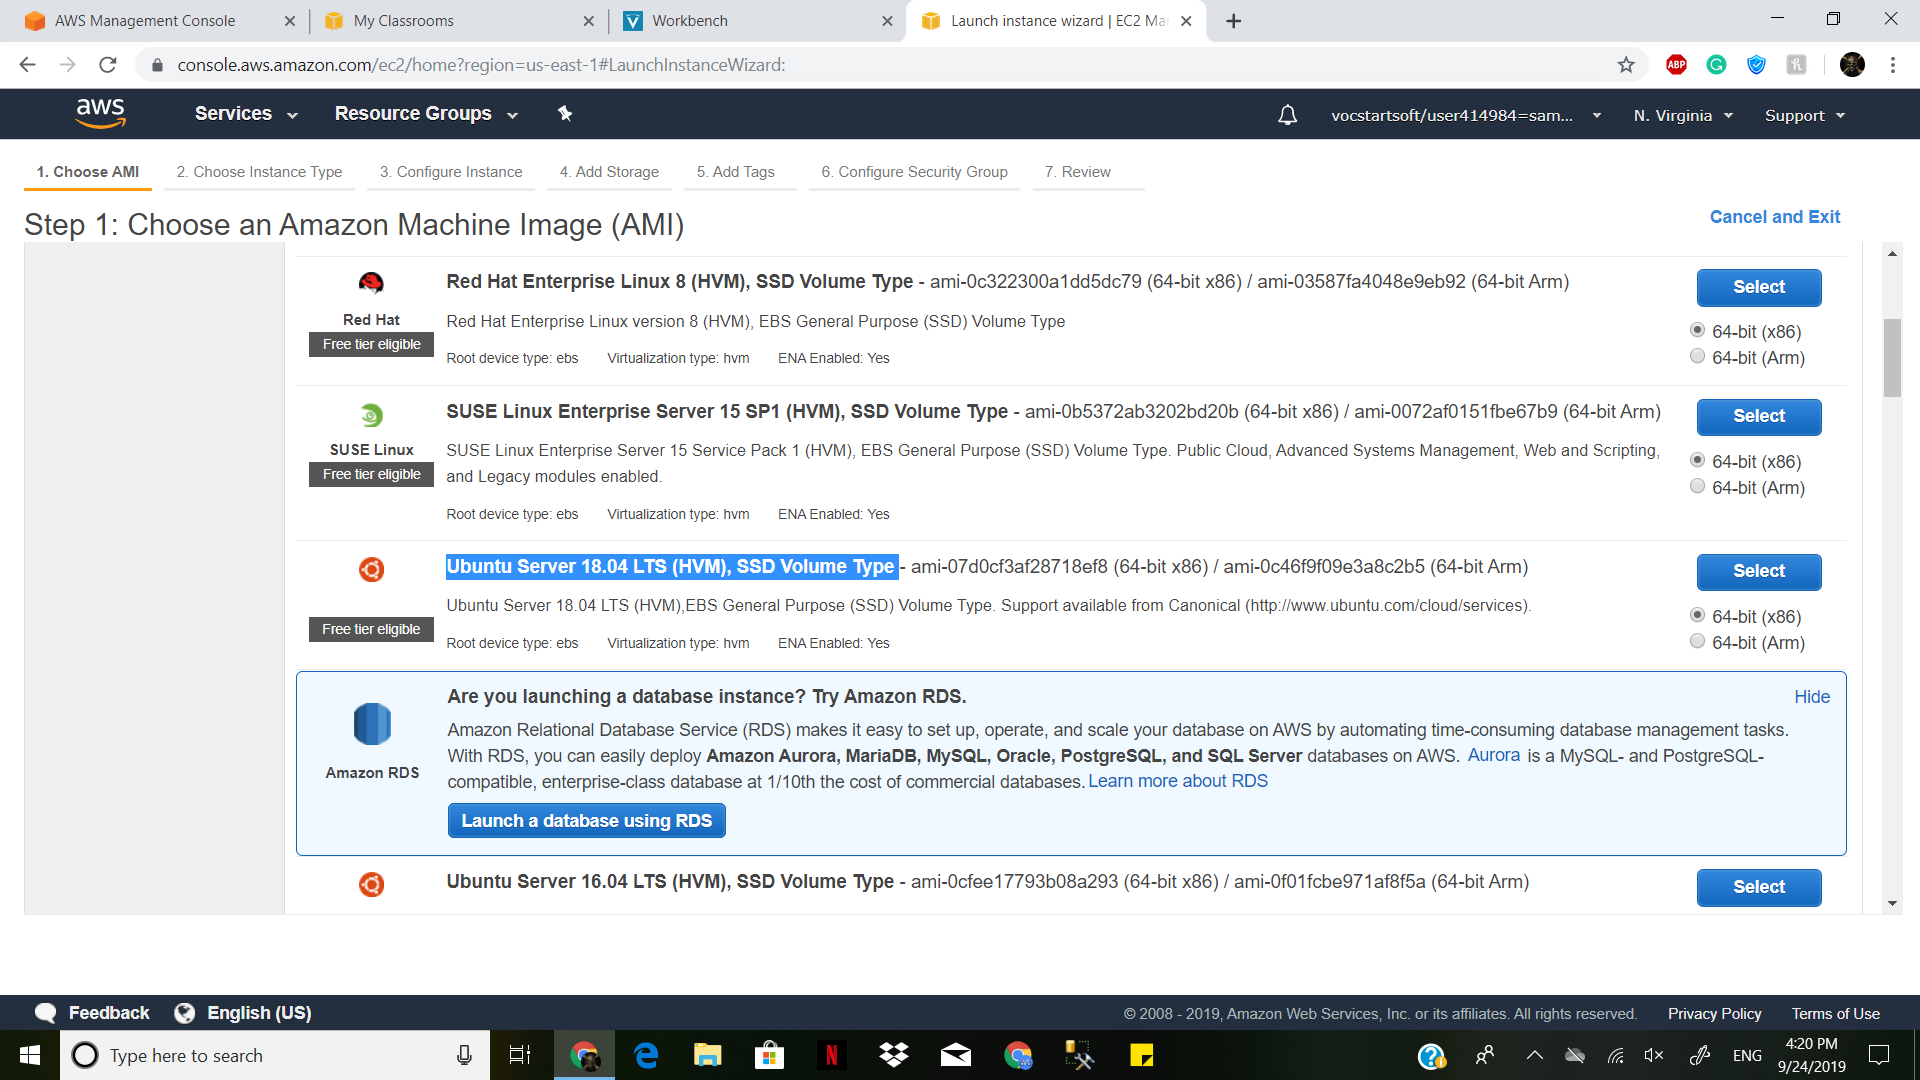 AWS Management Console
My Classrooms
Workbench
Launch instance wizard | EC2 Ma
console.aws.amazon.com/ec2/home?region=us-east-1#LaunchInstanceWizard:
ABP
aws
Services
Resource Groups
vocstartsoft/user414984=sam...
N. Virginia
Support
1. Choose AMI
2. Choose Instance Type
3. Configure Instance
4. Add Storage
5. Add Tags
6. Configure Security Group
7. Review
Step 1: Choose an Amazon Machine Image (AMI)
Cancel and Exit
Red Hat
Free tier eligible
Red Hat Enterprise Linux 8 (HVM), SSD Volume Type - ami-0c322300a1dd5dc79 (64-bit x86) / ami-03587fa4048e9eb92 (64-bit Arm)
Red Hat Enterprise Linux version 8 (HVM), EBS General Purpose (SSD) Volume Type
Root device type: ebs Virtualization type: hvm ENA Enabled: Yes
Select
64-bit (x86)
64-bit (Arm)
SUSE Linux
Free tier eligible
SUSE Linux Enterprise Server 15 SP1 (HVM), SSD Volume Type - ami-0b5372ab3202bd20b (64-bit x86) / ami-0072af0151fbe67b9 (64-bit Arm)
SUSE Linux Enterprise Server 15 Service Pack 1 (HVM), EBS General Purpose (SSD) Volume Type. Public Cloud, Advanced Systems Management, Web and Scripting,
and Legacy modules enabled.
Root device type: ebs Virtualization type: hvm ENA Enabled: Yes
Select
64-bit (x86)
64-bit (Arm)
Free tier eligible
Ubuntu Server 18.04 LTS (HVM), SSD Volume Type - ami-07d0cf3af28718ef8 (64-bit x86) / ami-0c46f9f09e3a8c2b5 (64-bit Arm)
Ubuntu Server 18.04 LTS (HVM),EBS General Purpose (SSD) Volume Type. Support available from Canonical (http://www.ubuntu.com/cloud/services).
Root device type: ebs Virtualization type: hvm ENA Enabled: Yes
Select
64-bit (x86)
64-bit (Arm)
Amazon RDS
Are you launching a database instance? Try Amazon RDS.
Hide
Amazon Relational Database Service (RDS) makes it easy to set up, operate, and scale your database on AWS by automating time-consuming database management tasks.
With RDS, you can easily deploy Amazon Aurora, MariaDB, MySQL, Oracle, PostgreSQL, and SQL Server databases on AWS. Aurora is a MySQL- and PostgreSQL-
compatible, enterprise-class database at 1/10th the cost of commercial databases. Learn more about RDS
Launch a database using RDS
Ubuntu Server 16.04 LTS (HVM), SSD Volume Type - ami-0cfee17793b08a293 (64-bit x86) / ami-0f01fcbe971af8f5a (64-bit Arm)
Select
Feedback
English (US)
© 2008 - 2019, Amazon Web Services, Inc. or its affiliates. All rights reserved.
Privacy Policy
Terms of Use
Type here to search
ENG
4:20 PM
9/24/2019